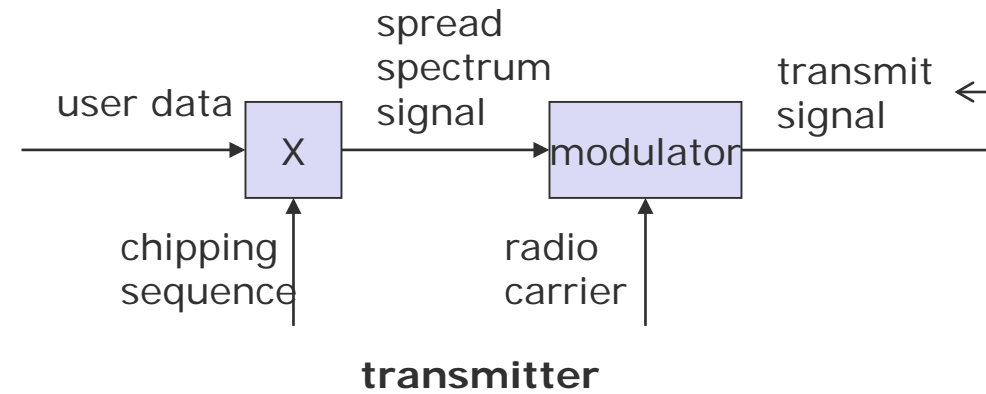 spread
spectrum
signal
user data
transmit
signal
X
modulator
chipping
sequence
radio
carrier
transmitter